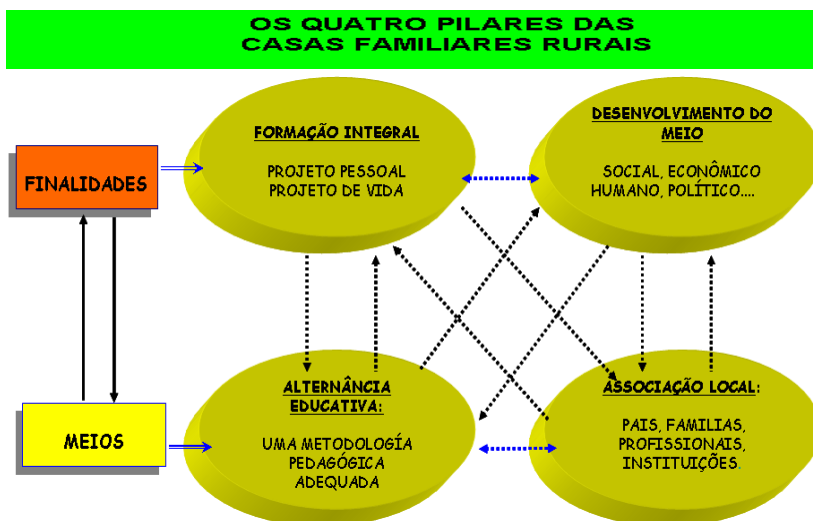 OS QUATRO PILARES DAS
CASAS FAMILIARES RURAIS
FINALIDADES
FORMAÇÃO INTEGRAL
PROJETO PESSOAL
PROJETO DE VIDA
DESENVOLVIMENTO DO
MEIO
SOCIAL, ECONÔMICO
HUMANO, POLÍTICO....
MEIOS
ALTERNÂNCIA
EDUCATIVA:
UMA METODOLOGÍA
PEDAGÓGICA
ADEQUADA
ASSOCIAÇÃO LOCAL:
PAIS, FAMILIAS,
PROFISSIONAIS,
INSTITUIÇÕES.